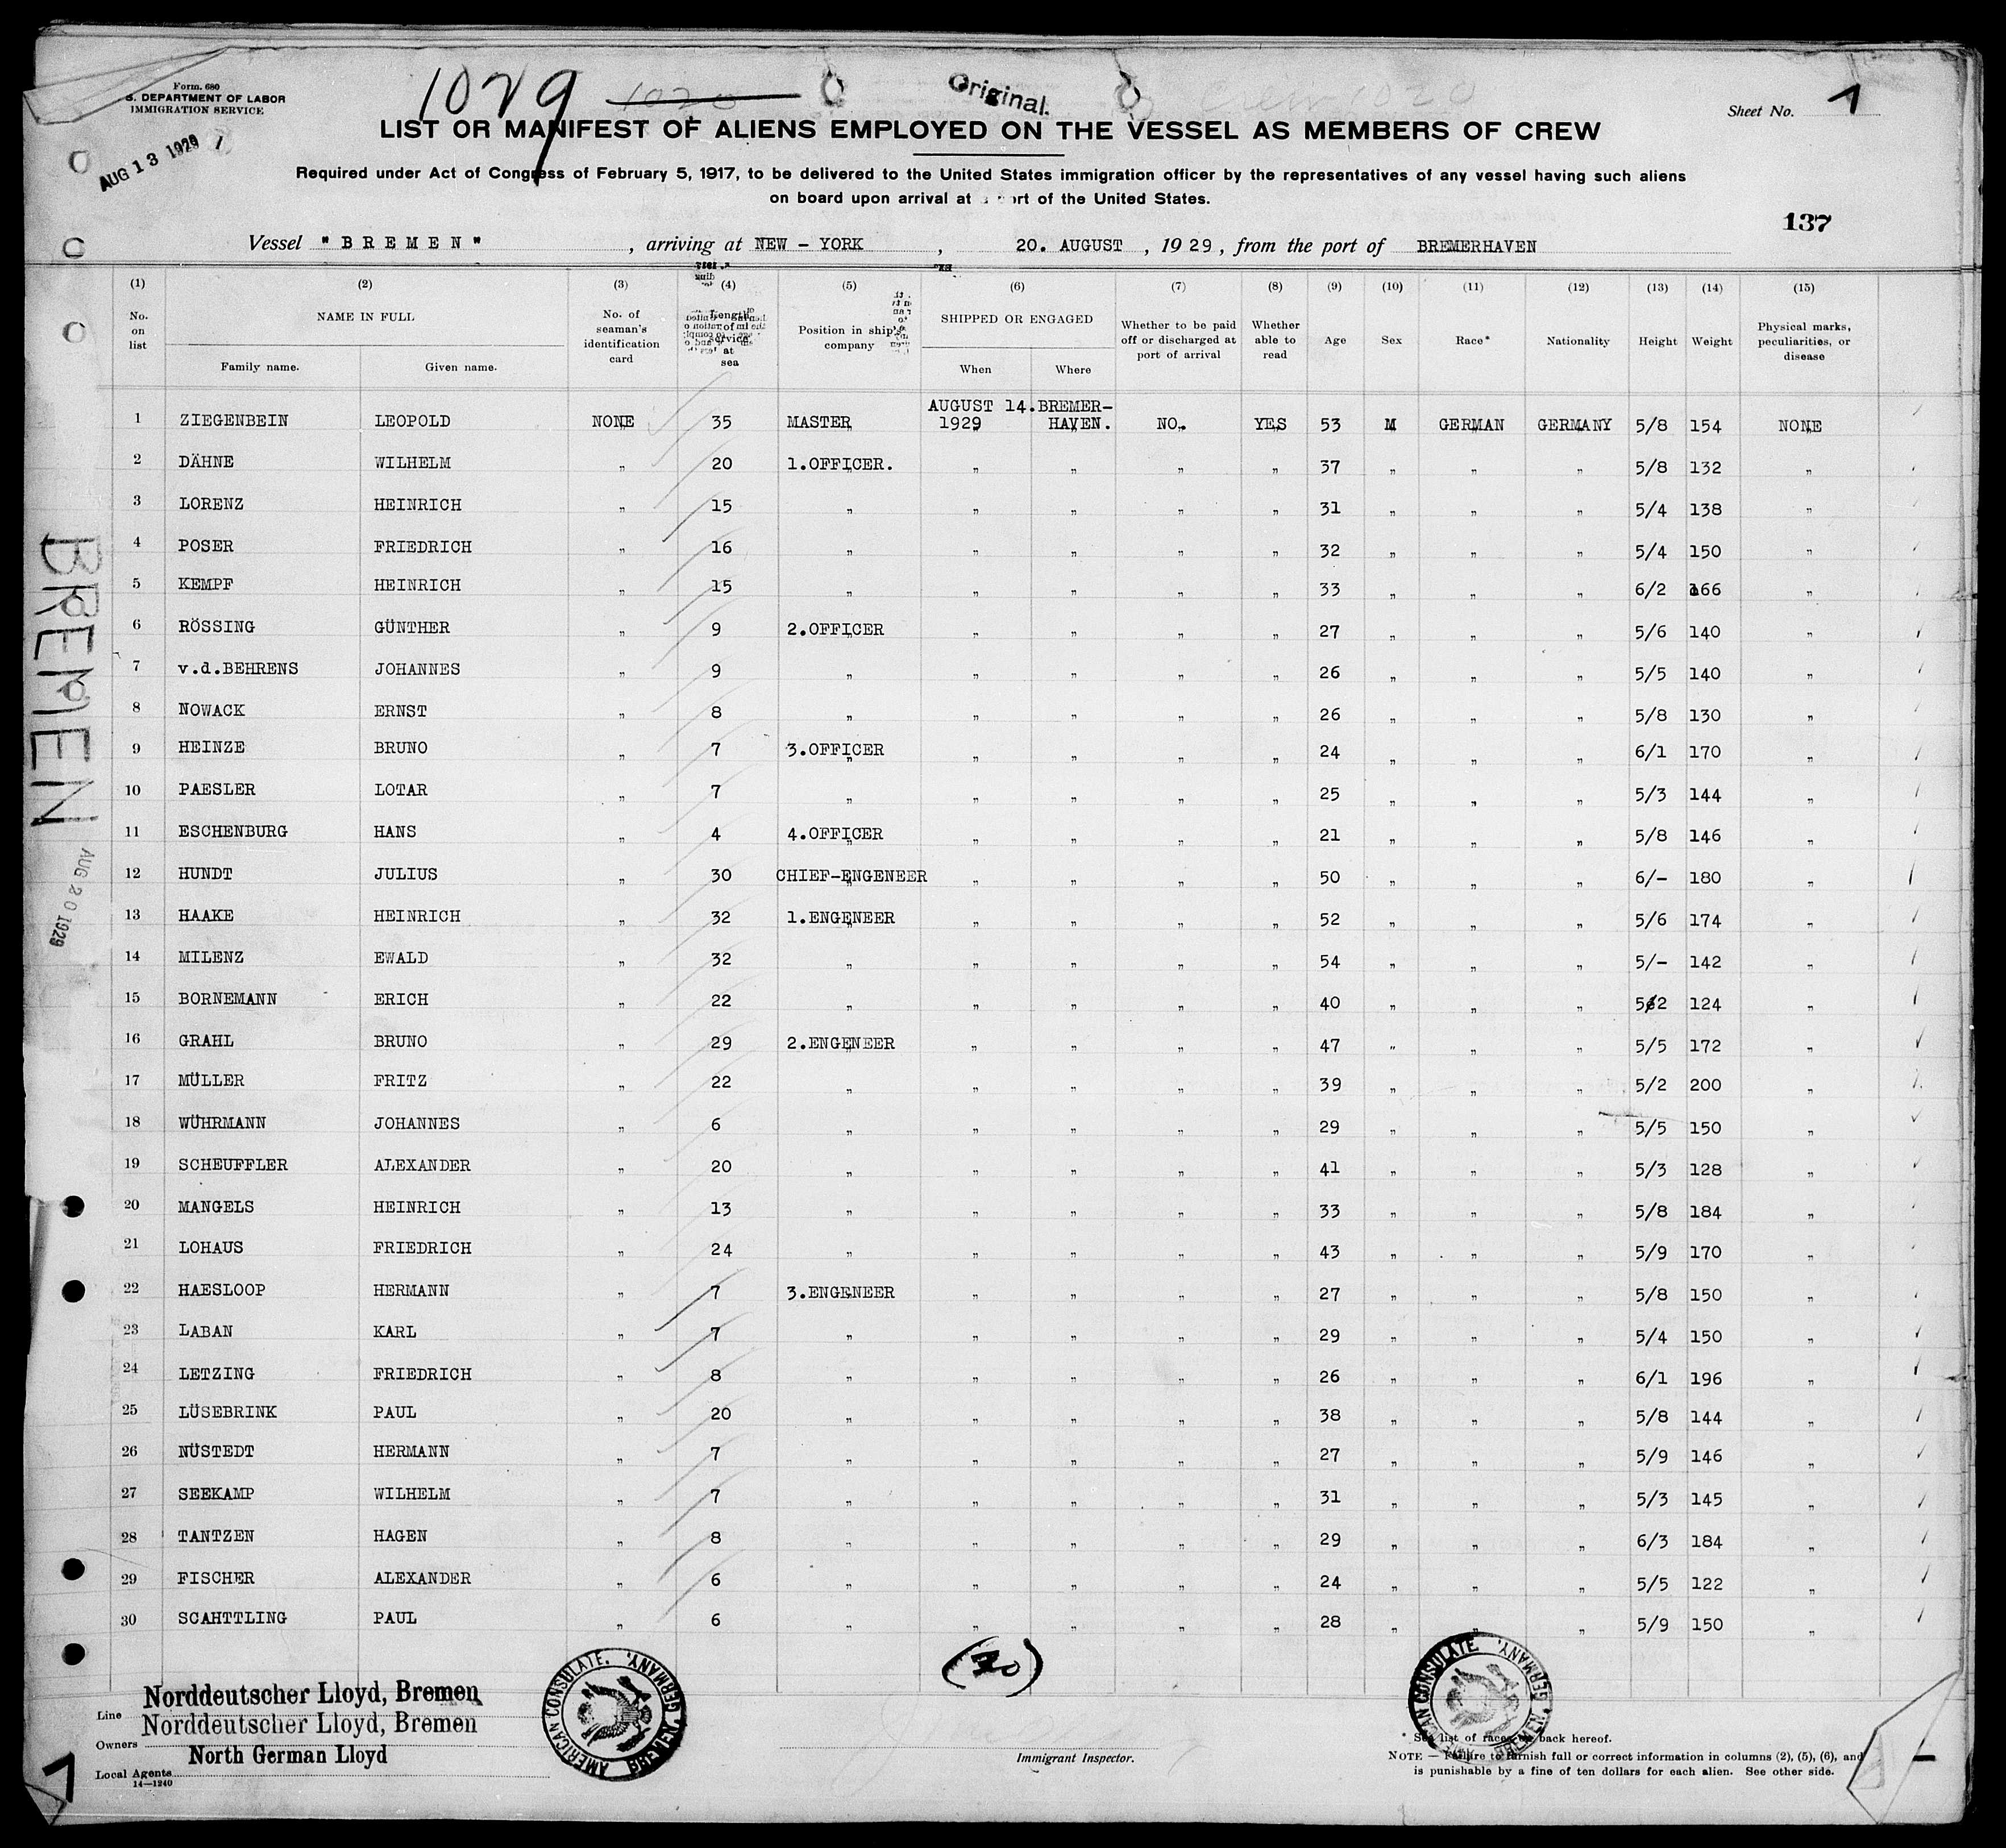 Form. 680
S. DEPARTMENT OF LABOR
IMMIGRATION SERVICE
1029
1020
Original.
Crew 1020
Sheet No. 1
AUG 13 1929
LIST OR MANIFEST OF ALIENS EMPLOYED ON THE VESSEL AS MEMBERS OF CREW
Required under Act of Congress of February 5, 1917, to be delivered to the United States immigration officer by the representatives of any vessel having such aliens
on board upon arrival at port of the United States.
137
Vessel "BREMEN" , arriving at NEW - YORK , 20. AUGUST , 1929, from the port of BREMERHAVEN
(1) (2) (3) (4) (5) (6) (7) (8) (9) (10) (11) (12) (13) (14) (15)
No. on list NAME IN FULL Family name. Given name. No. of seaman's identification card Length of service at sea Position in ship's company SHIPPED OR ENGAGED When Where Whether to be paid off or discharged at port of arrival Whether able to read Age Sex Race* Nationality Height Weight Physical marks, peculiarities, or disease
1 ZIEGENBEIN LEOPOLD NONE 35 MASTER AUGUST 14. 1929 BREMER-HAVEN. NO. YES 53 M GERMAN GERMANY 5/8 154 NONE
2 DÄHNE WILHELM " 20 1.OFFICER. " " " " 37 " " " 5/8 132 "
3 LORENZ HEINRICH " 15 " " " " " 31 " " " 5/4 138 "
4 POSER FRIEDRICH " 16 " " " " " 32 " " " 5/4 150 "
5 KEMPF HEINRICH " 15 " " " " " 33 " " " 6/2 166 "
6 RÖSSING GÜNTHER " 9 2.OFFICER " " " " 27 " " " 5/6 140 "
7 v.d.BEHRENS JOHANNES " 9 " " " " " 26 " " " 5/5 140 "
8 NOWACK ERNST " 8 " " " " " 26 " " " 5/8 130 "
9 HEINZE BRUNO " 7 3.OFFICER " " " " 24 " " " 6/1 170 "
10 PAESLER LOTAR " 7 " " " " " 25 " " " 5/3 144 "
11 ESCHENBURG HANS " 4 4.OFFICER " " " " 21 " " " 5/8 146 "
12 HUNDT JULIUS " 30 CHIEF-ENGENEER " " " " 50 " " " 6/- 180 "
13 HAAKE HEINRICH " 32 1.ENGENEER " " " " 52 " " " 5/6 174 "
14 MILENZ EWALD " 32 " " " " " 54 " " " 5/- 142 "
15 BORNEMANN ERICH " 22 " " " " " 40 " " " 5/2 124 "
16 GRAHL BRUNO " 29 2.ENGENEER " " " " 47 " " " 5/5 172 "
17 MÜLLER FRITZ " 22 " " " " " 39 " " " 5/2 200 "
18 WÜHRMANN JOHANNES " 6 " " " " " 29 " " " 5/5 150 "
19 SCHEUFFLER ALEXANDER " 20 " " " " " 41 " " " 5/3 128 "
20 MANGELS HEINRICH " 13 " " " " " 33 " " " 5/8 184 "
21 LOHAUS FRIEDRICH " 24 " " " " " 43 " " " 5/9 170 "
22 HAESLOOP HERMANN " 7 3.ENGENEER " " " " 27 " " " 5/8 150 "
23 LABAN KARL " 7 " " " " " 29 " " " 5/4 150 "
24 LETZING FRIEDRICH " 8 " " " " " 26 " " " 6/1 196 "
25 LÜSEBRINK PAUL " 20 " " " " " 38 " " " 5/8 144 "
26 NÜSTEDT HERMANN " 7 " " " " " 27 " " " 5/9 146 "
27 SEEKAMP WILHELM " 7 " " " " " 31 " " " 5/3 145 "
28 TANTZEN HAGEN " 8 " " " " " 29 " " " 6/3 184 "
29 FISCHER ALEXANDER " 6 " " " " " 24 " " " 5/5 122 "
30 SCAHTTLING PAUL " 6 " " " " " 28 " " " 5/9 150 "
BREMEN
AUG 20 1929
(30)
Line Norddeutscher Lloyd, Bremen
Owners Norddeutscher Lloyd, Bremen
Local Agents North German Lloyd
14—1240
AMERICAN CONSULATE. BREMEN, GERMANY.
Immigrant Inspector.
AMERICAN CONSULATE. BREMEN, GERMANY.
* See list of races on back hereof.
NOTE — Failure to furnish full or correct information in columns (2), (5), (6), and
is punishable by a fine of ten dollars for each alien. See other side.